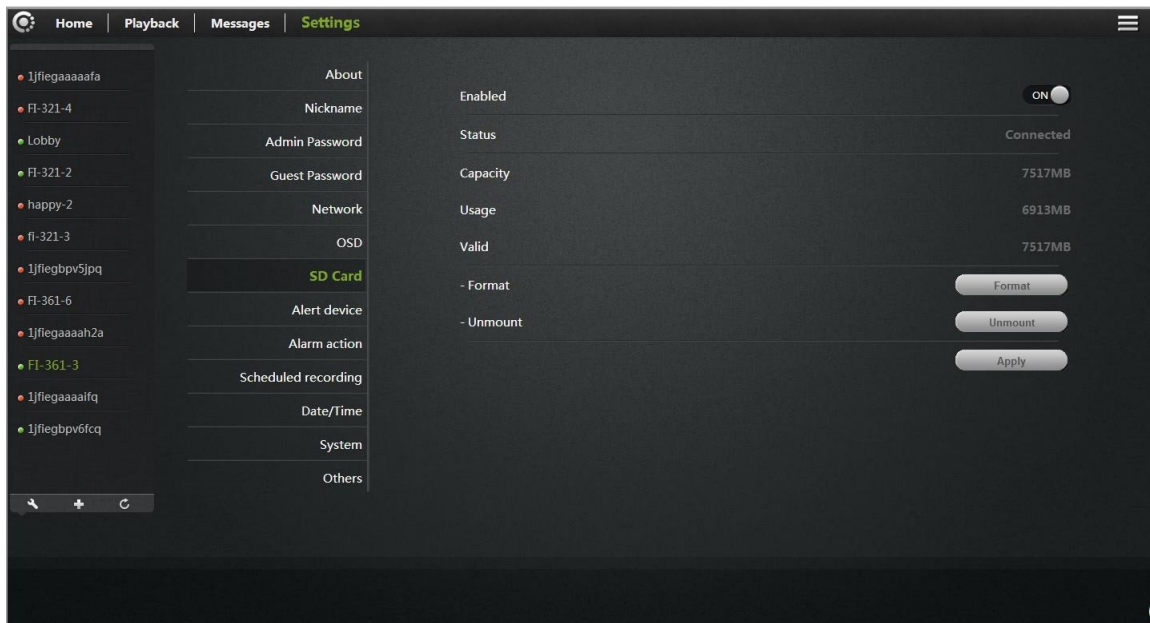 Home Playback Messages Settings
1jfiegaaaaafa
FI-321-4
Lobby
FI-321-2
happy-2
fi-321-3
1jfiegbpv5jpq
FI-361-6
1jfiegaaaah2a
FI-361-3
1jfiegaaaaifq
1jfiegbpv6fcq
About
Nickname
Admin Password
Guest Password
Network
OSD
SD Card
Alert device
Alarm action
Scheduled recording
Date/Time
System
Others
Enabled ON
Status Connected
Capacity 7517MB
Usage 6913MB
Valid 7517MB
- Format Format
- Unmount Unmount
Apply